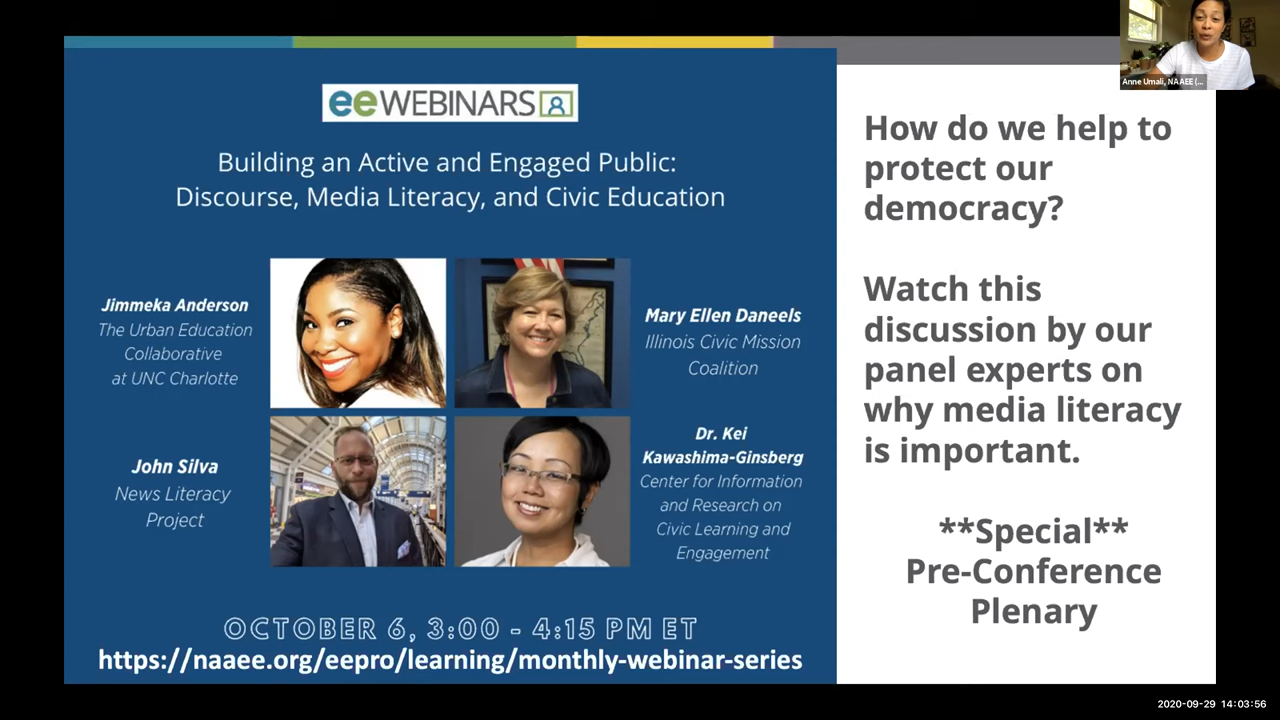 eeWEBINARS
Building an Active and Engaged Public:
Discourse, Media Literacy, and Civic Education
Jimmeka Anderson
The Urban Education
Collaborative
at UNC Charlotte
Mary Ellen Daneels
Illinois Civic Mission
Coalition
John Silva
News Literacy
Project
Dr. Kei
Kawashima-Ginsberg
Center for Information
and Research on
Civic Learning and
Engagement
OCTOBER 6, 3:00 - 4:15 PM ET
https://naaee.org/eepro/learning/monthly-webinar-series
How do we help to
protect our
democracy?
Watch this
discussion by our
panel experts on
why media literacy
is important.
**Special**
Pre-Conference
Plenary
Anne Umali, NAAEE (...
2020-09-29 14:03:56